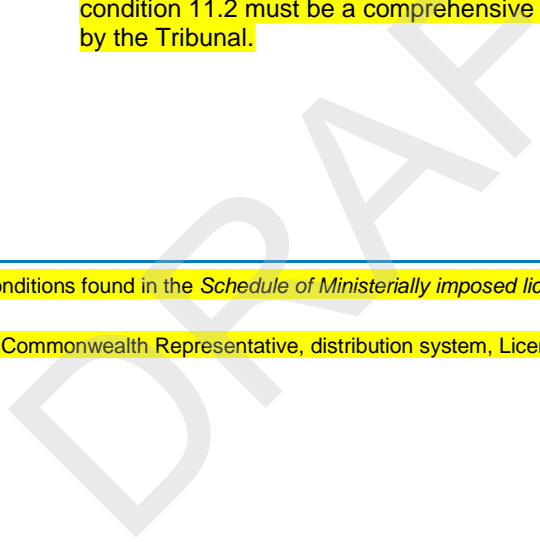 condition 11.2 must be a comprehensive
by the Tribunal.
onditions found in the Schedule of Ministerially imposed lic
Commonwealth Representative, distribution system, Licen
DRAF